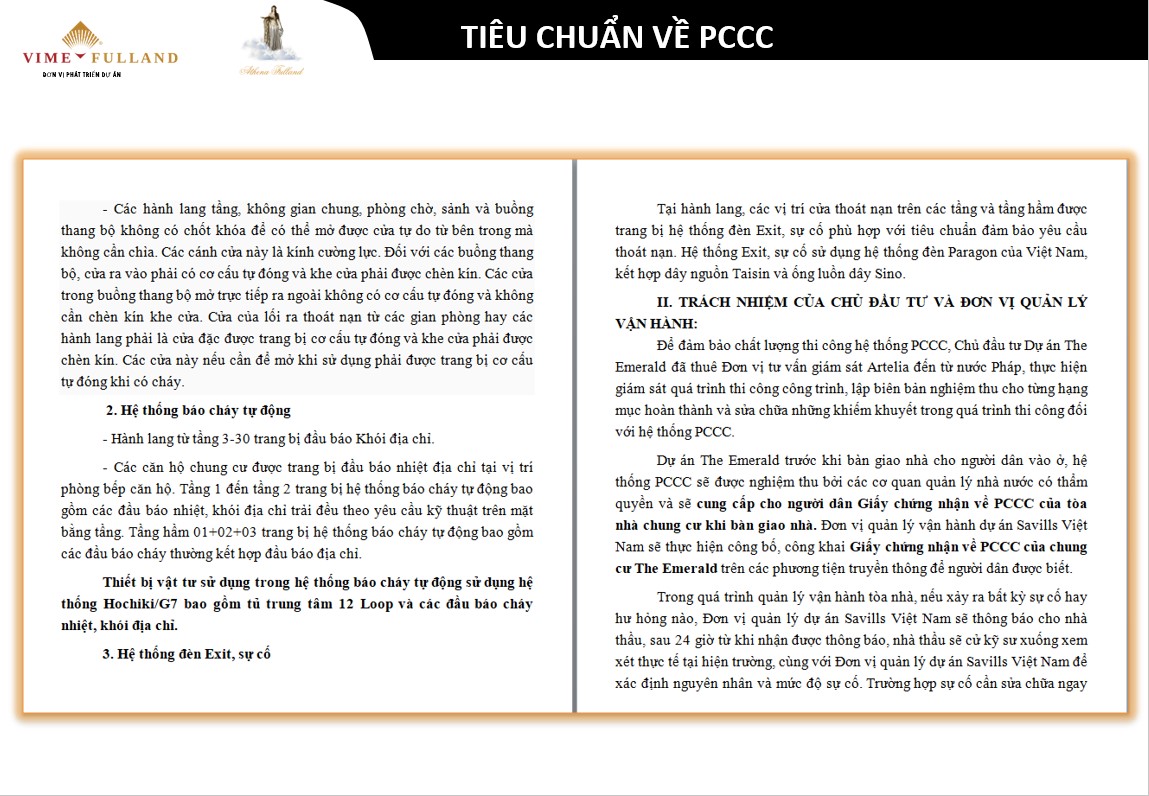 VIME FULLAND
ĐƠN VỊ PHÁT TRIỂN DỰ ÁN
Athena Fulland
TIÊU CHUẨN VỀ PCCC
- Các hành lang tầng, không gian chung, phòng chờ, sảnh và buồng
thang bộ không có chốt khóa để có thể mở được cửa tự do từ bên trong mà
không cần chìa. Các cánh cửa này là kính cường lực. Đối với các buồng thang
bộ, cửa ra vào phải có cơ cấu tự đóng và khe cửa phải được chèn kín. Các cửa
trong buồng thang bộ mở trực tiếp ra ngoài không có cơ cấu tự đóng và không
cần chèn kín khe cửa. Cửa của lối ra thoát nạn từ các gian phòng hay các
hành lang phải là cửa đặc được trang bị cơ cấu tự đóng và khe cửa phải được
chèn kín. Các cửa này nếu cần để mở khi sử dụng phải được trang bị cơ cấu
tự đóng khi có cháy.
2. Hệ thống báo cháy tự động
- Hành lang từ tầng 3-30 trang bị đầu báo Khói địa chỉ.
- Các căn hộ chung cư được trang bị đầu báo nhiệt địa chỉ tại vị trí
phòng bếp căn hộ. Tầng 1 đến tầng 2 trang bị hệ thống báo cháy tự động bao
gồm các đầu báo nhiệt, khói địa chỉ trải đều theo yêu cầu kỹ thuật trên mặt
bằng tầng. Tầng hầm 01+02+03 trang bị hệ thống báo cháy tự động bao gồm
các đầu báo cháy thường kết hợp đầu báo địa chỉ.
Thiết bị vật tư sử dụng trong hệ thống báo cháy tự động sử dụng hệ
thống Hochiki/G7 bao gồm tủ trung tâm 12 Loop và các đầu báo cháy
nhiệt, khói địa chỉ.
3. Hệ thống đèn Exit, sự cố
Tại hành lang, các vị trí cửa thoát nạn trên các tầng và tầng hầm được
trang bị hệ thống đèn Exit, sự cố phù hợp với tiêu chuẩn đảm bảo yêu cầu
thoát nạn. Hệ thống Exit, sự cố sử dụng hệ thống đèn Paragon của Việt Nam,
kết hợp dây nguồn Taisin và ống luồn dây Sino.
II. TRÁCH NHIỆM CỦA CHỦ ĐẦU TƯ VÀ ĐƠN VỊ QUẢN LÝ
VẬN HÀNH:
Để đảm bảo chất lượng thi công hệ thống PCCC, Chủ đầu tư Dự án The
Emerald đã thuê Đơn vị tư vấn giám sát Artelia đến từ nước Pháp, thực hiện
giám sát quá trình thi công công trình, lập biên bản nghiệm thu cho từng hạng
mục hoàn thành và sửa chữa những khiếm khuyết trong quá trình thi công đối
với hệ thống PCCC.
Dự án The Emerald trước khi bàn giao nhà cho người dân vào ở, hệ
thống PCCC sẽ được nghiệm thu bởi các cơ quan quản lý nhà nước có thẩm
quyền và sẽ cung cấp cho người dân Giấy chứng nhận về PCCC của tòa
nhà chung cư khi bàn giao nhà. Đơn vị quản lý vận hành dự án Savills Việt
Nam sẽ thực hiện công bố, công khai Giấy chứng nhận về PCCC của chung
cư The Emerald trên các phương tiện truyền thông để người dân được biết.
Trong quá trình quản lý vận hành tòa nhà, nếu xảy ra bất kỳ sự cố hay
hư hỏng nào, Đơn vị quản lý dự án Savills Việt Nam sẽ thông báo cho nhà
thầu, sau 24 giờ từ khi nhận được thông báo, nhà thầu sẽ cử kỹ sư xuống xem
xét thực tế tại hiện trường, cùng với Đơn vị quản lý dự án Savills Việt Nam để
xác định nguyên nhân và mức độ sự cố. Trường hợp sự cố cần sửa chữa ngay